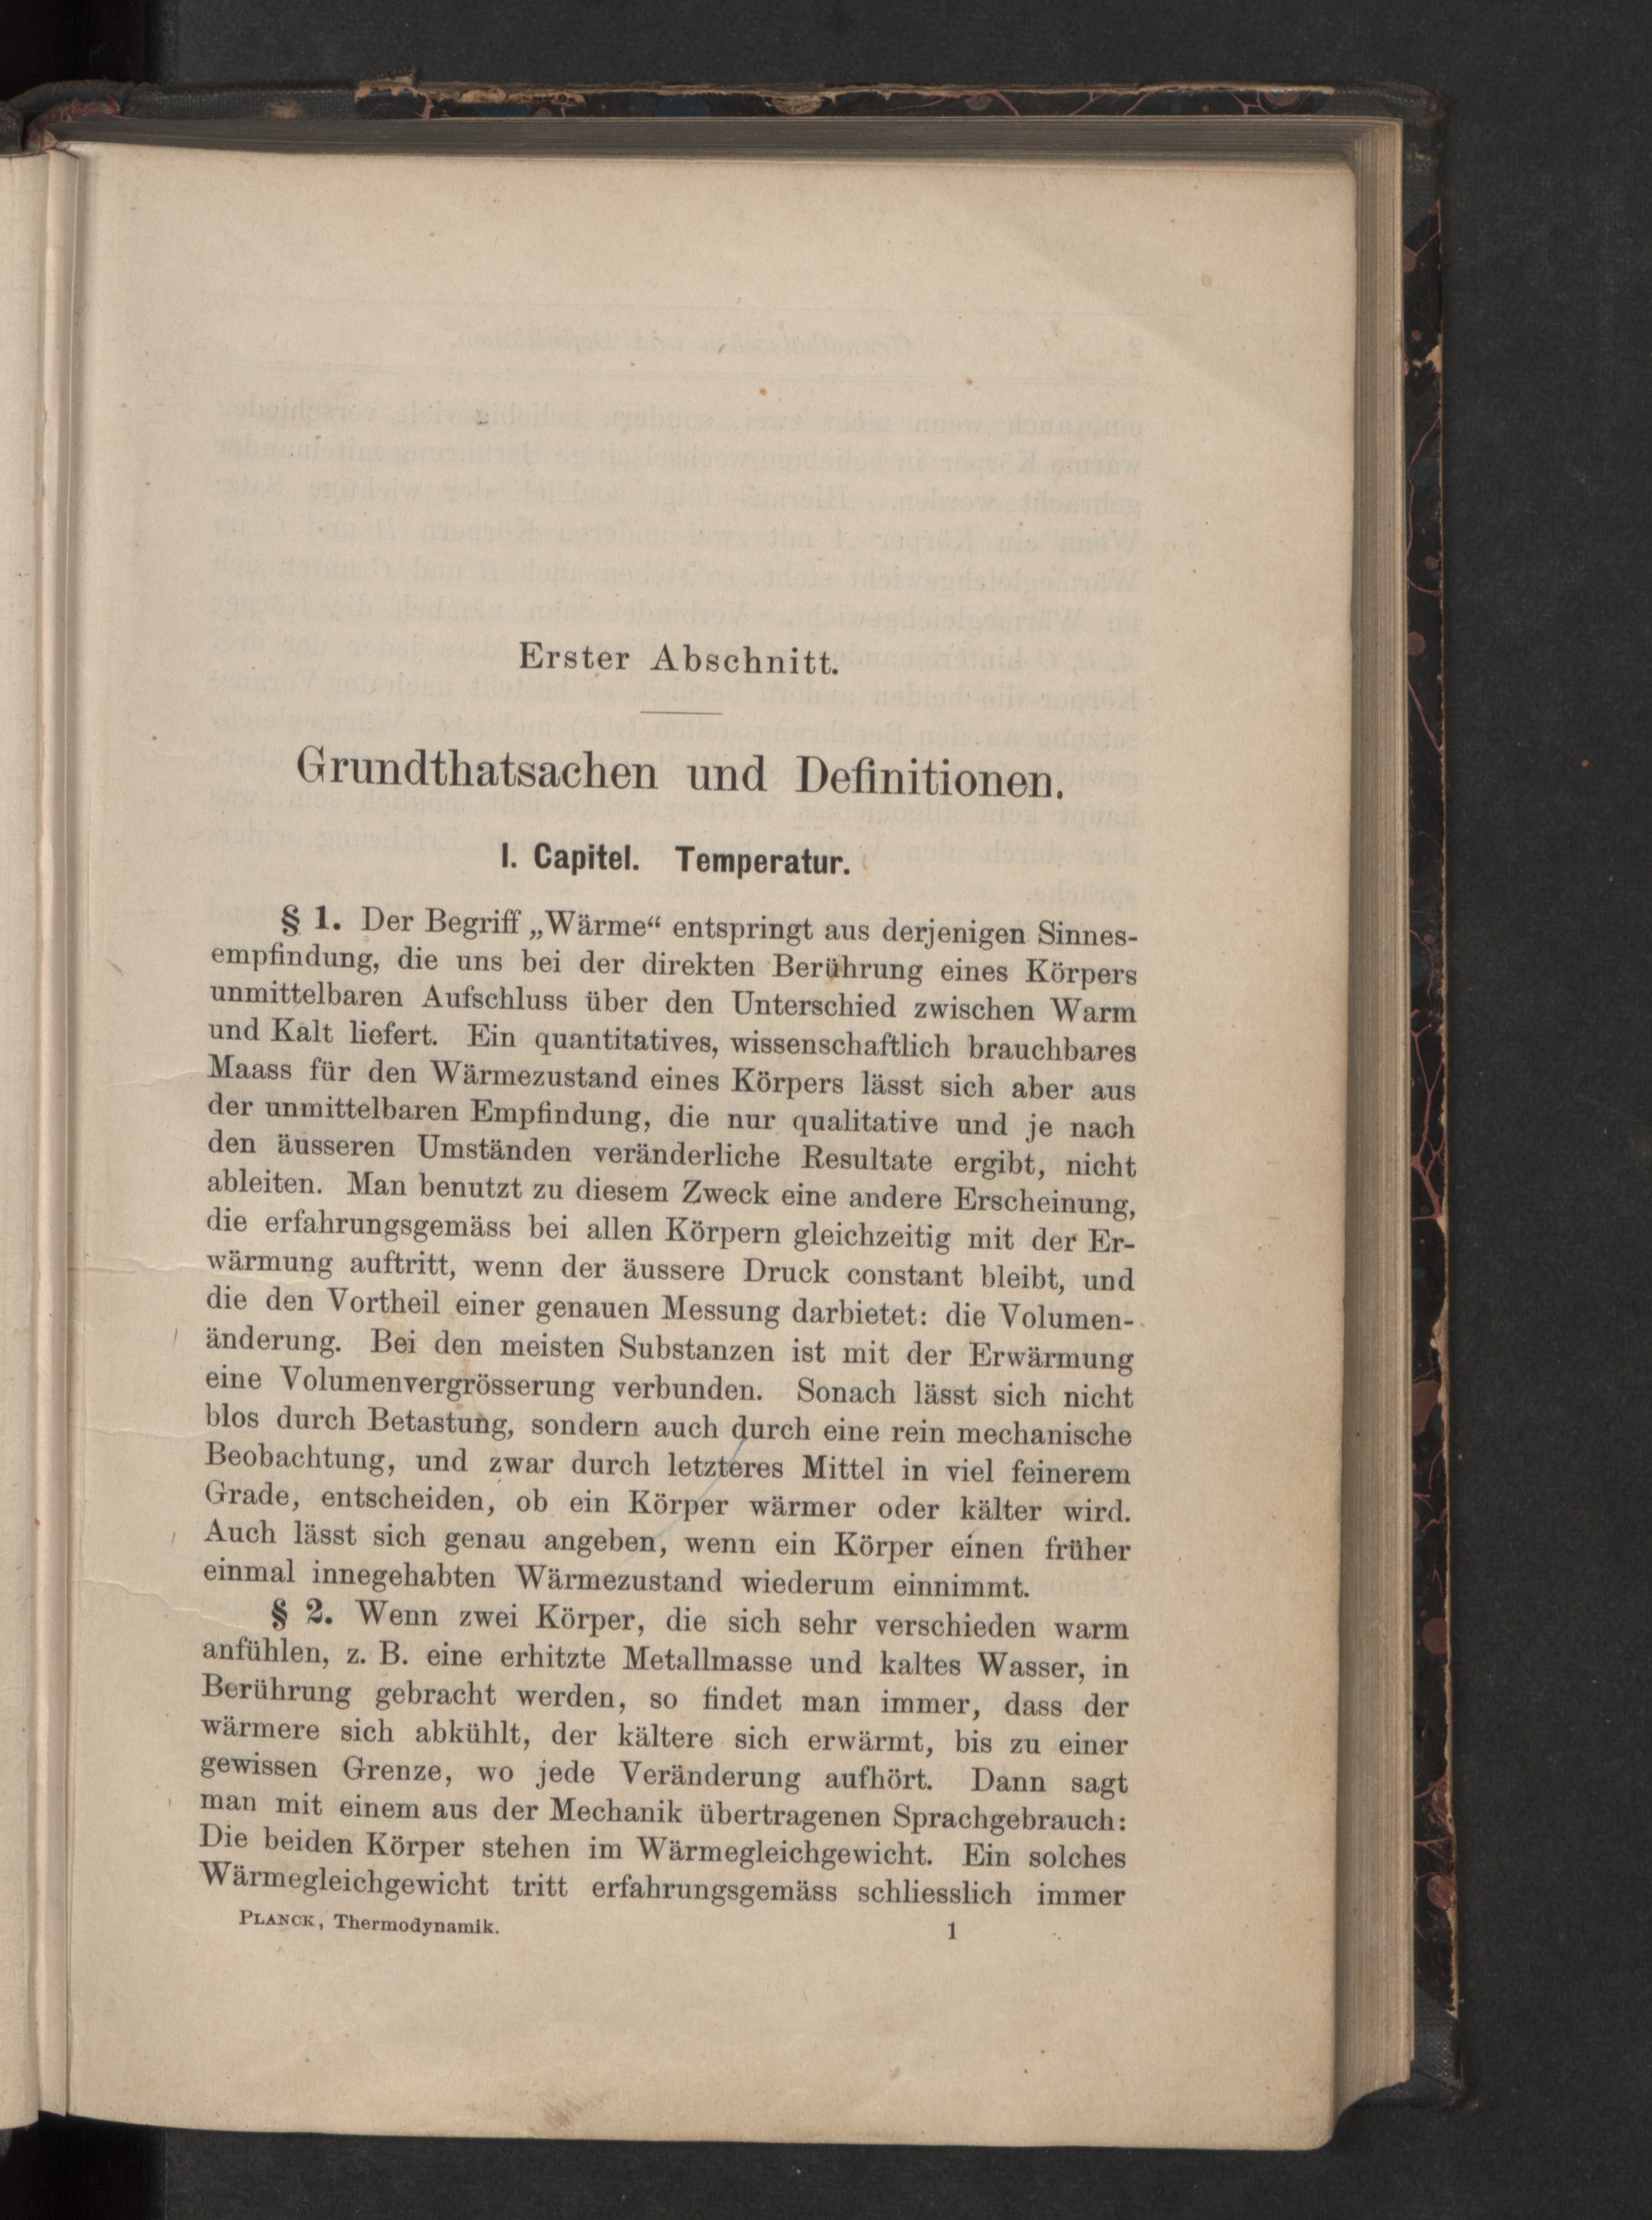 Erster Abschnitt.
Grundthatsachen und Definitionen.
I. Capitel. Temperatur.
§ 1. Der Begriff „Wärme“ entspringt aus derjenigen Sinnes-
empfindung, die uns bei der direkten Berührung eines Körpers
unmittelbaren Aufschluss über den Unterschied zwischen Warm
und Kalt liefert. Ein quantitatives, wissenschaftlich brauchbares
Maass für den Wärmezustand eines Körpers lässt sich aber aus
der unmittelbaren Empfindung, die nur qualitative und je nach
den äusseren Umständen veränderliche Resultate ergibt, nicht
ableiten. Man benutzt zu diesem Zweck eine andere Erscheinung,
die erfahrungsgemäss bei allen Körpern gleichzeitig mit der Er-
wärmung auftritt, wenn der äussere Druck constant bleibt, und
die den Vortheil einer genauen Messung darbietet: die Volumen-
änderung. Bei den meisten Substanzen ist mit der Erwärmung
eine Volumenvergrösserung verbunden. Sonach lässt sich nicht
blos durch Betastung, sondern auch durch eine rein mechanische
Beobachtung, und zwar durch letzteres Mittel in viel feinerem
Grade, entscheiden, ob ein Körper wärmer oder kälter wird.
Auch lässt sich genau angeben, wenn ein Körper einen früher
einmal innegehabten Wärmezustand wiederum einnimmt.
§ 2. Wenn zwei Körper, die sich sehr verschieden warm
anfühlen, z. B. eine erhitzte Metallmasse und kaltes Wasser, in
Berührung gebracht werden, so findet man immer, dass der
wärmere sich abkühlt, der kältere sich erwärmt, bis zu einer
gewissen Grenze, wo jede Veränderung aufhört. Dann sagt
man mit einem aus der Mechanik übertragenen Sprachgebrauch:
Die beiden Körper stehen im Wärmegleichgewicht. Ein solches
Wärmegleichgewicht tritt erfahrungsgemäss schliesslich immer
PLANCK, Thermodynamik. 1